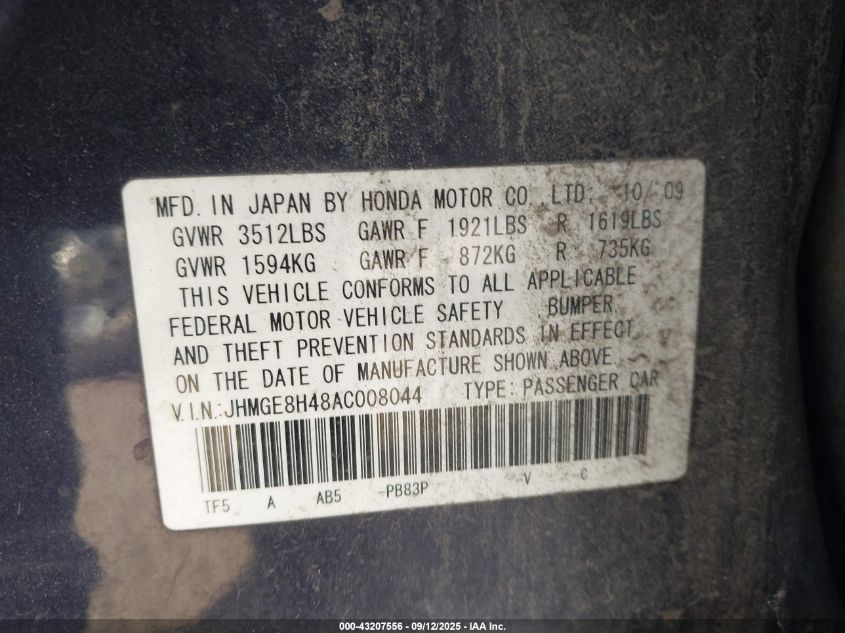 MFD. IN JAPAN BY HONDA MOTOR CO.,LTD. 10/ 09
GVWR 3512LBS GAWR F 1921LBS R 1619LBS
GVWR 1594KG GAWR F 872KG R 735KG
THIS VEHICLE CONFORMS TO ALL APPLICABLE
FEDERAL MOTOR VEHICLE SAFETY BUMPER
AND THEFT PREVENTION STANDARDS IN EFFECT
ON THE DATE OF MANUFACTURE SHOWN ABOVE.
V.I.N.: JHMGE8H48AC008044 TYPE: PASSENGER CAR
TF5 A AB5 -PB83P -V -C
000-43207556 - 09/12/2025 - IAA Inc.